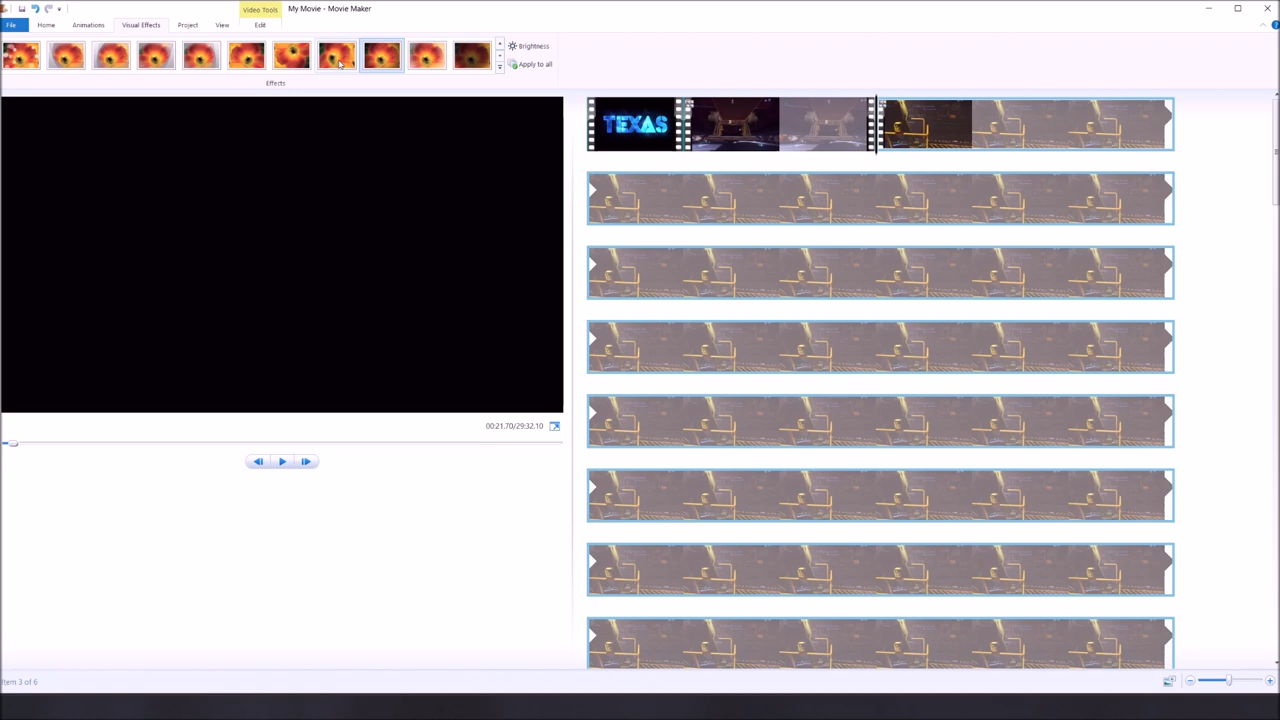 Video Tools
My Movie - Movie Maker
File
Home
Animations
Visual Effects
Project
View
Edit
Brightness
Apply to all
Effects
TEXAS
00:21.70/29:32.10
Item 3 of 6